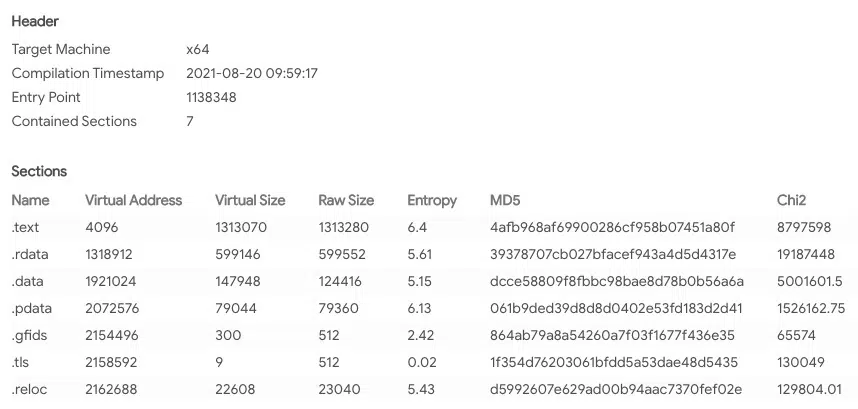 Header
Target Machine x64
Compilation Timestamp 2021-08-20 09:59:17
Entry Point 1138348
Contained Sections 7
Sections
Name Virtual Address Virtual Size Raw Size Entropy MD5 Chi2
.text 4096 1313070 1313280 6.4 4afb968af69900286cf958b07451a80f 8797598
.rdata 1318912 599146 599552 5.61 39378707cb027bfacef943a4d5d4317e 19187448
.data 1921024 147948 124416 5.15 dcce58809f8fbbc98bae8d78b0b56a6a 5001601.5
.pdata 2072576 79044 79360 6.13 061b9ded39d8d8d0402e53fd183d2d41 1526162.75
.gfids 2154496 300 512 2.42 864ab79a8a54260a7f03f1677f436e35 65574
.tls 2158592 9 512 0.02 1f354d76203061bfdd5a53dae48d5435 130049
.reloc 2162688 22608 23040 5.43 d5992607e629ad00b94aac7370fef02e 129804.01